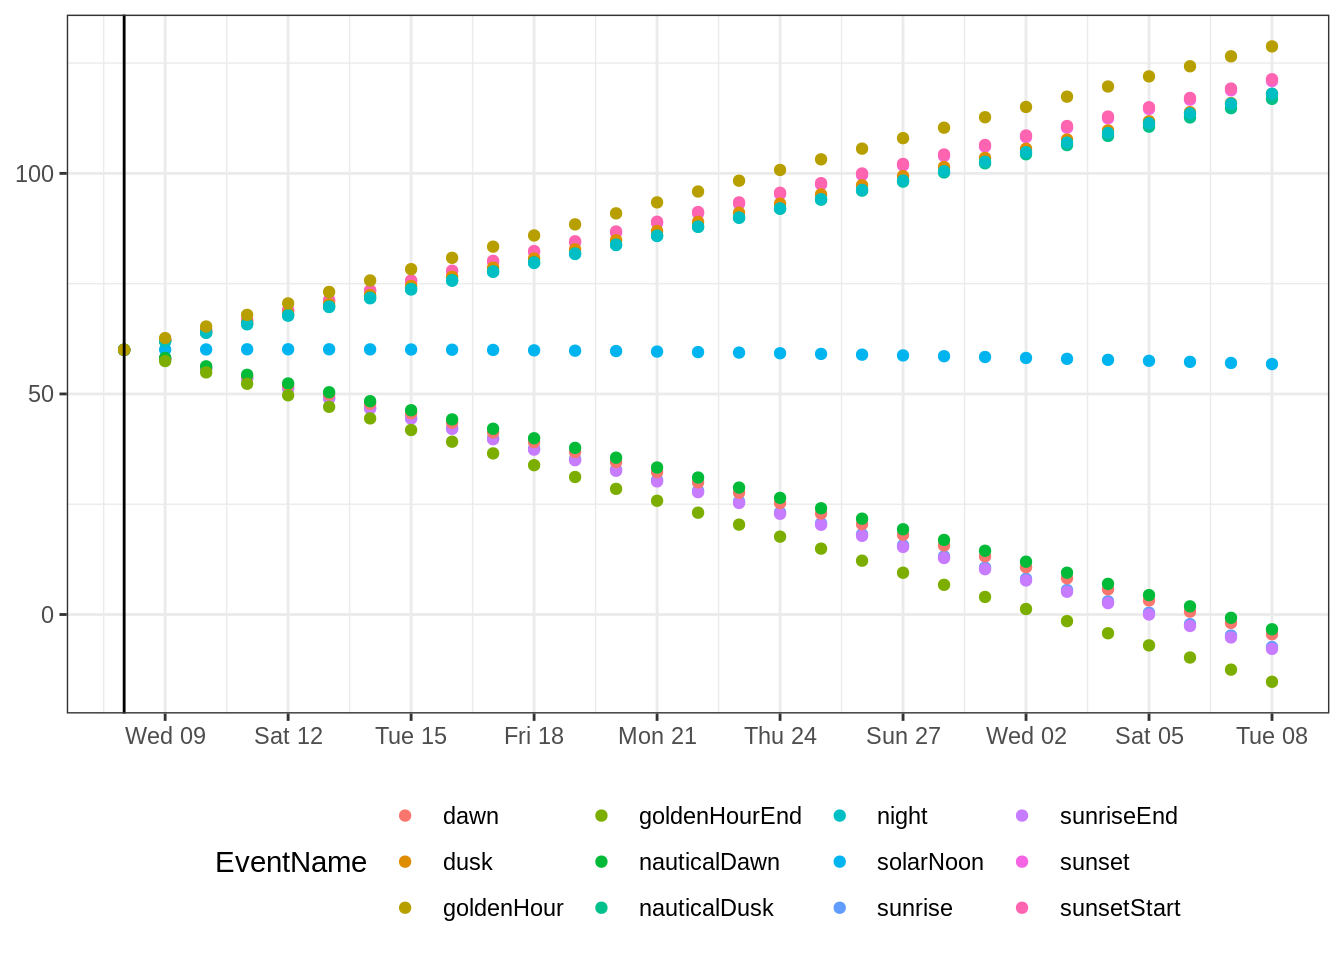 100
50
0
Wed 09 Sat 12 Tue 15 Fri 18 Mon 21 Thu 24 Sun 27 Wed 02 Sat 05 Tue 08
EventName
dawn goldenHourEnd night sunriseEnd
dusk nauticalDawn solarNoon sunset
goldenHour nauticalDusk sunrise sunsetStart